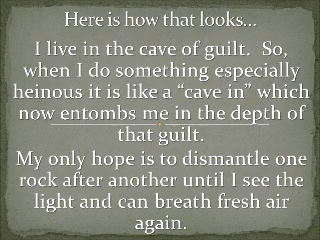 Here is how that looks…
I live in the cave of guilt.  So,
when I do something especially
heinous it is like a “cave in” which
now entombs me in the depth of
that guilt.
My only hope is to dismantle one
rock after another until I see the
light and can breath fresh air
again.